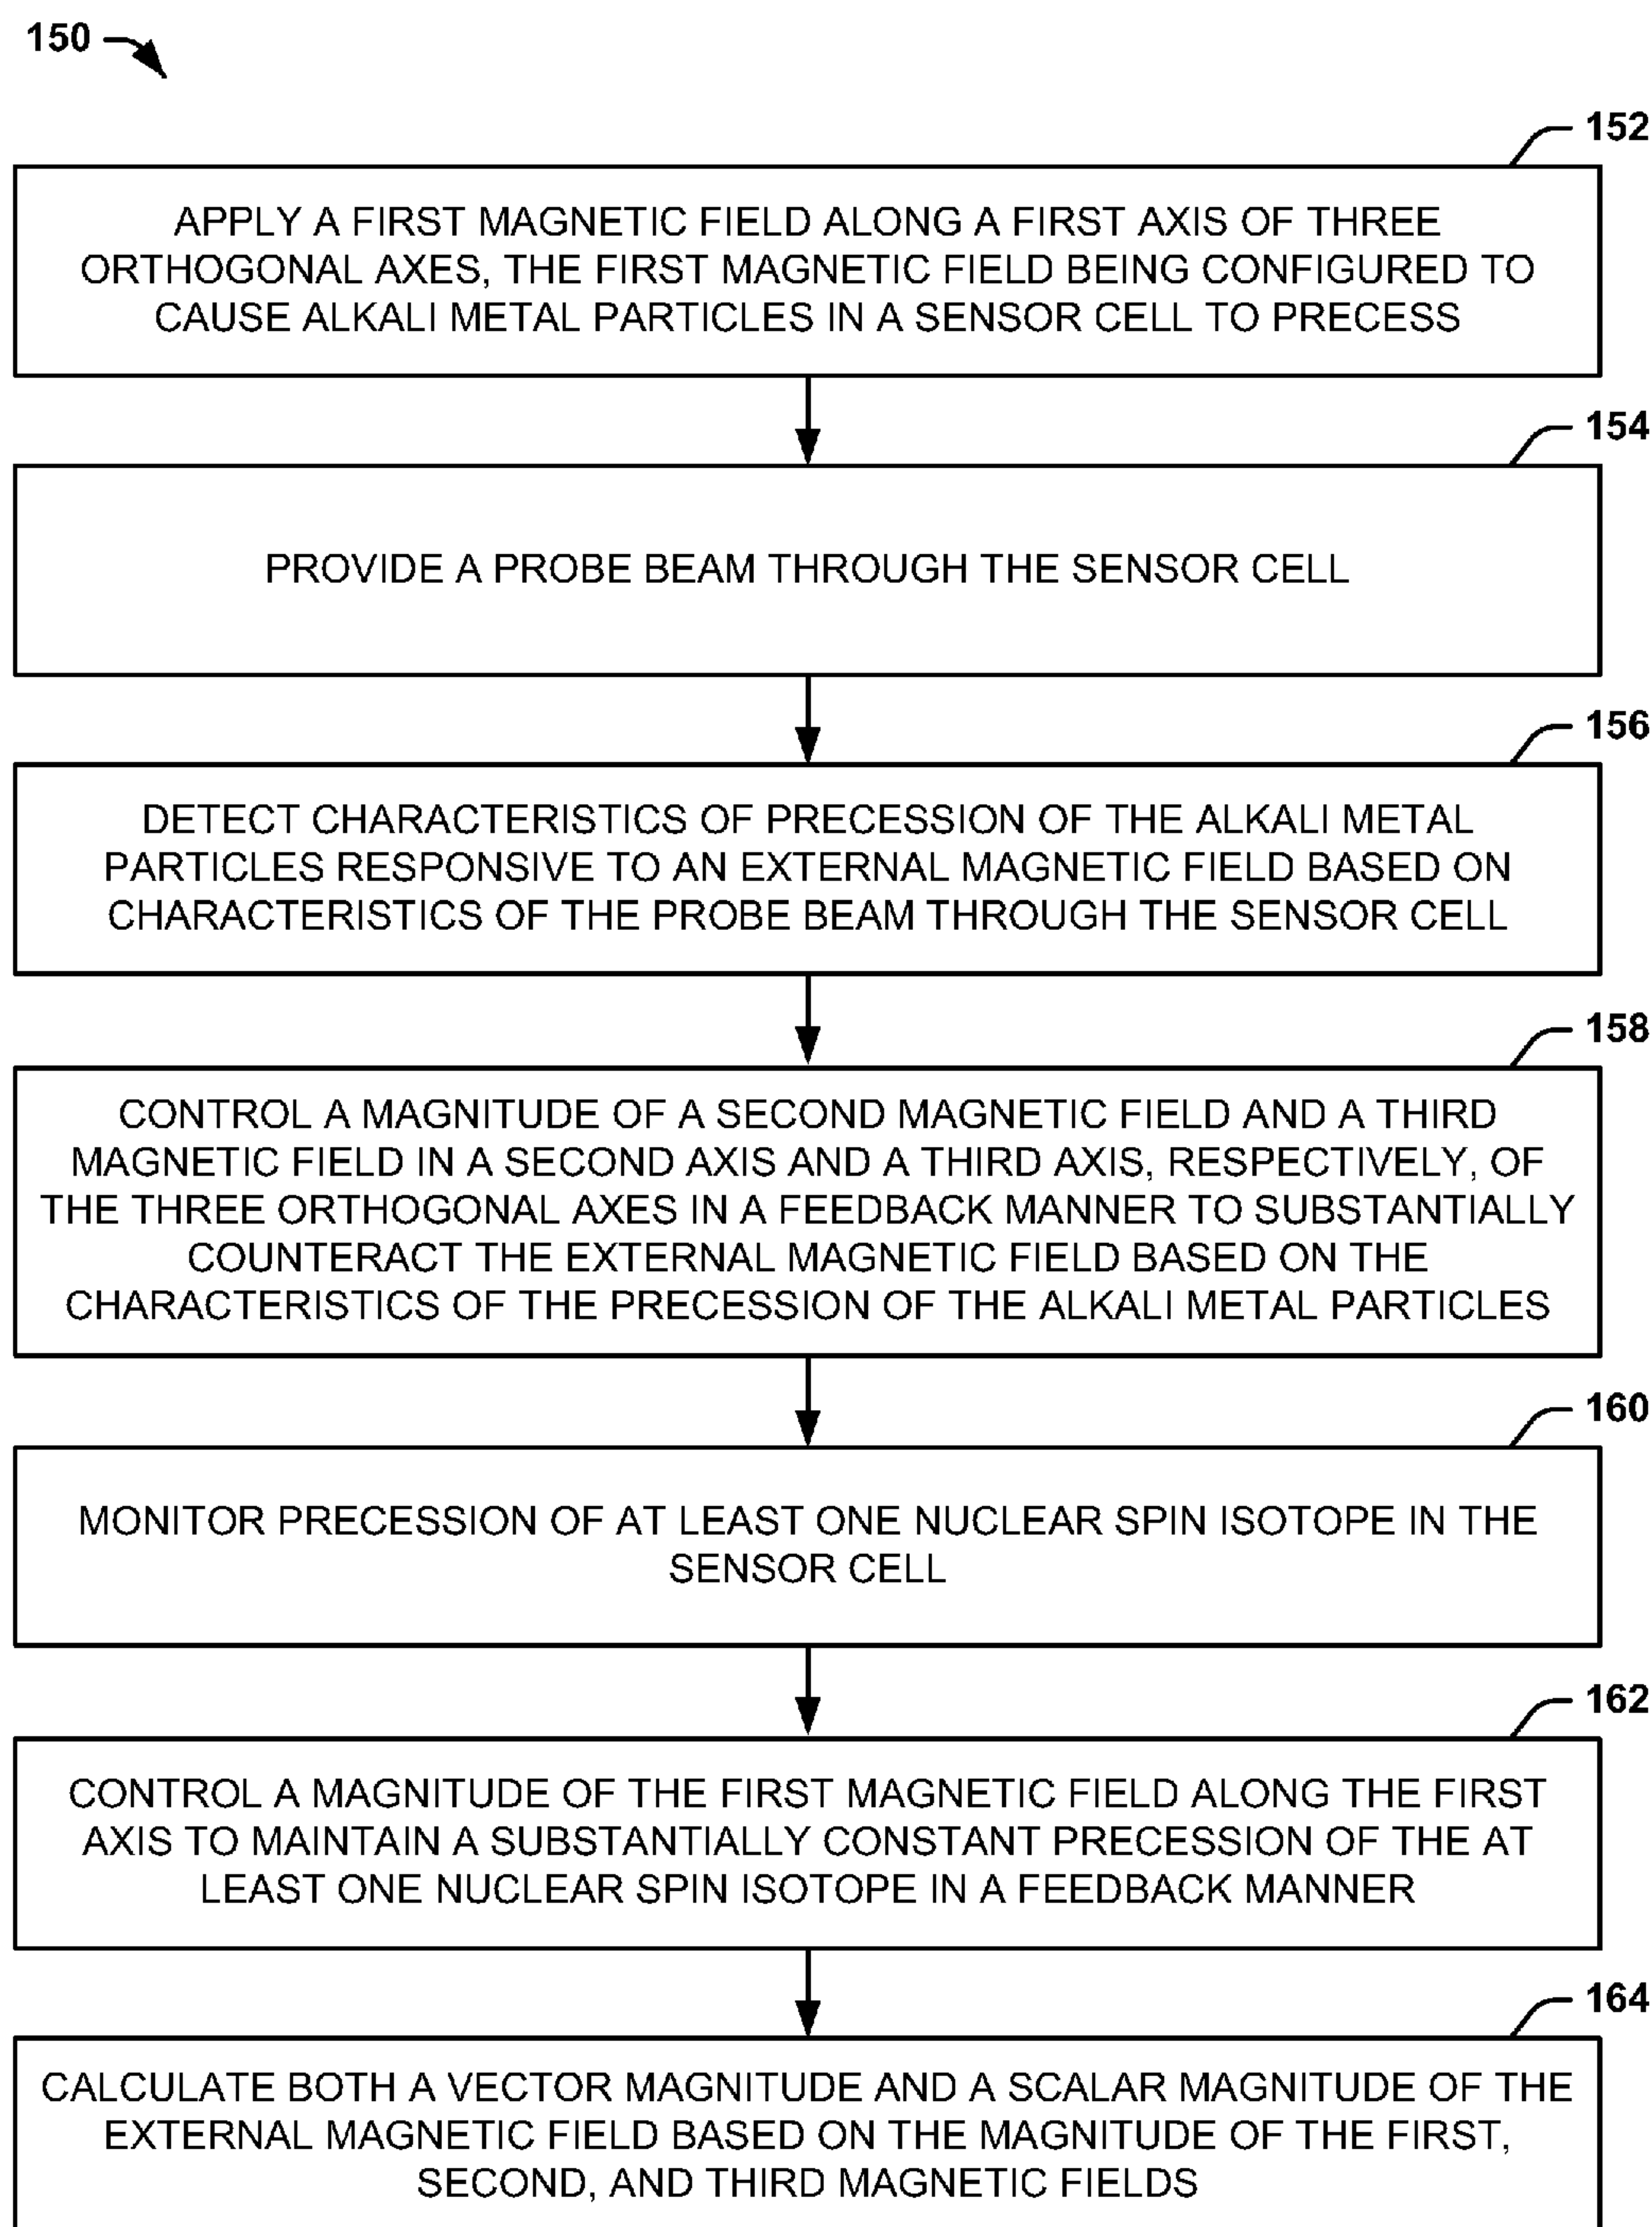 150
152
APPLY A FIRST MAGNETIC FIELD ALONG A FIRST AXIS OF THREE
ORTHOGONAL AXES, THE FIRST MAGNETIC FIELD BEING CONFIGURED TO
CAUSE ALKALI METAL PARTICLES IN A SENSOR CELL TO PRECESS
154
PROVIDE A PROBE BEAM THROUGH THE SENSOR CELL
156
DETECT CHARACTERISTICS OF PRECESSION OF THE ALKALI METAL
PARTICLES RESPONSIVE TO AN EXTERNAL MAGNETIC FIELD BASED ON
CHARACTERISTICS OF THE PROBE BEAM THROUGH THE SENSOR CELL
158
CONTROL A MAGNITUDE OF A SECOND MAGNETIC FIELD AND A THIRD
MAGNETIC FIELD IN A SECOND AXIS AND A THIRD AXIS, RESPECTIVELY, OF
THE THREE ORTHOGONAL AXES IN A FEEDBACK MANNER TO SUBSTANTIALLY
COUNTERACT THE EXTERNAL MAGNETIC FIELD BASED ON THE
CHARACTERISTICS OF THE PRECESSION OF THE ALKALI METAL PARTICLES
160
MONITOR PRECESSION OF AT LEAST ONE NUCLEAR SPIN ISOTOPE IN THE
SENSOR CELL
162
CONTROL A MAGNITUDE OF THE FIRST MAGNETIC FIELD ALONG THE FIRST
AXIS TO MAINTAIN A SUBSTANTIALLY CONSTANT PRECESSION OF THE AT
LEAST ONE NUCLEAR SPIN ISOTOPE IN A FEEDBACK MANNER
164
CALCULATE BOTH A VECTOR MAGNITUDE AND A SCALAR MAGNITUDE OF THE
EXTERNAL MAGNETIC FIELD BASED ON THE MAGNITUDE OF THE FIRST,
SECOND, AND THIRD MAGNETIC FIELDS